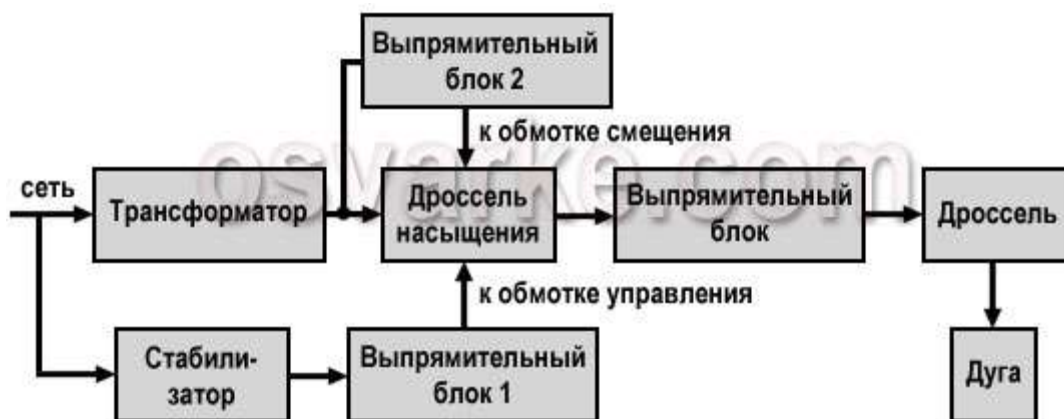 Выпрямительный
блок 2
к обмотке смещения
сеть
Трансформатор
Дроссель
насыщения
Выпрямительный
блок
Дроссель
к обмотке управления
Стабили-
затор
Выпрямительный
блок 1
Дуга
osvarke.com